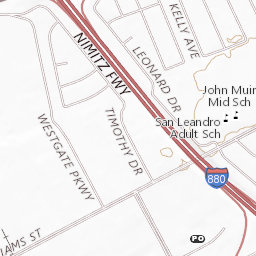 KELLY AVE
NIMITZ FWY
LEONARD DR
John Muir
Mid Sch
San Leandro
Adult Sch
TIMOTHY DR
WESTGATE PKWY
880
IAMS ST